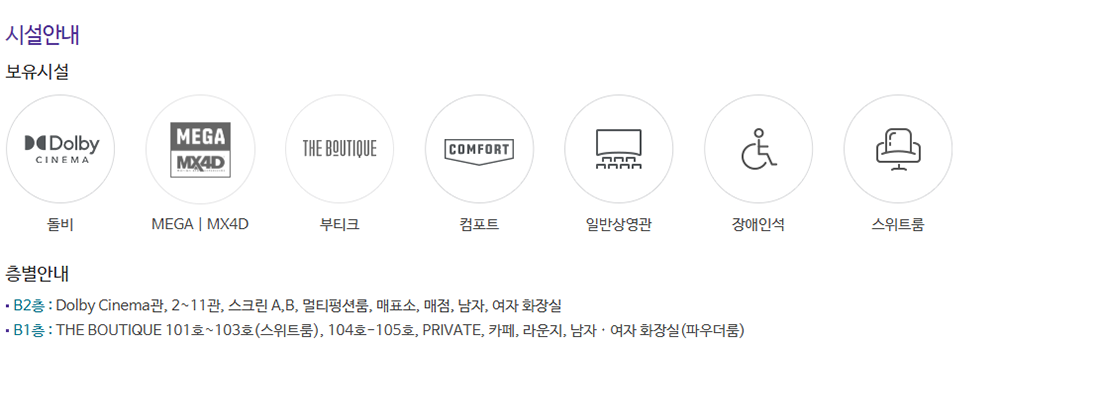 시설안내
보유시설
Dolby
CINEMA
MEGA
MX4D
THE BOUTIQUE
COMFORT
돌비
MEGA | MX4D
부티크
컴포트
일반상영관
장애인석
스위트룸
층별안내
B2층 : Dolby Cinema관, 2~11관, 스크린 A,B, 멀티펑션룸, 매표소, 매점, 남자, 여자 화장실
B1층 : THE BOUTIQUE 101호~103호(스위트룸), 104호-105호, PRIVATE, 카페, 라운지, 남자 · 여자 화장실(파우더룸)